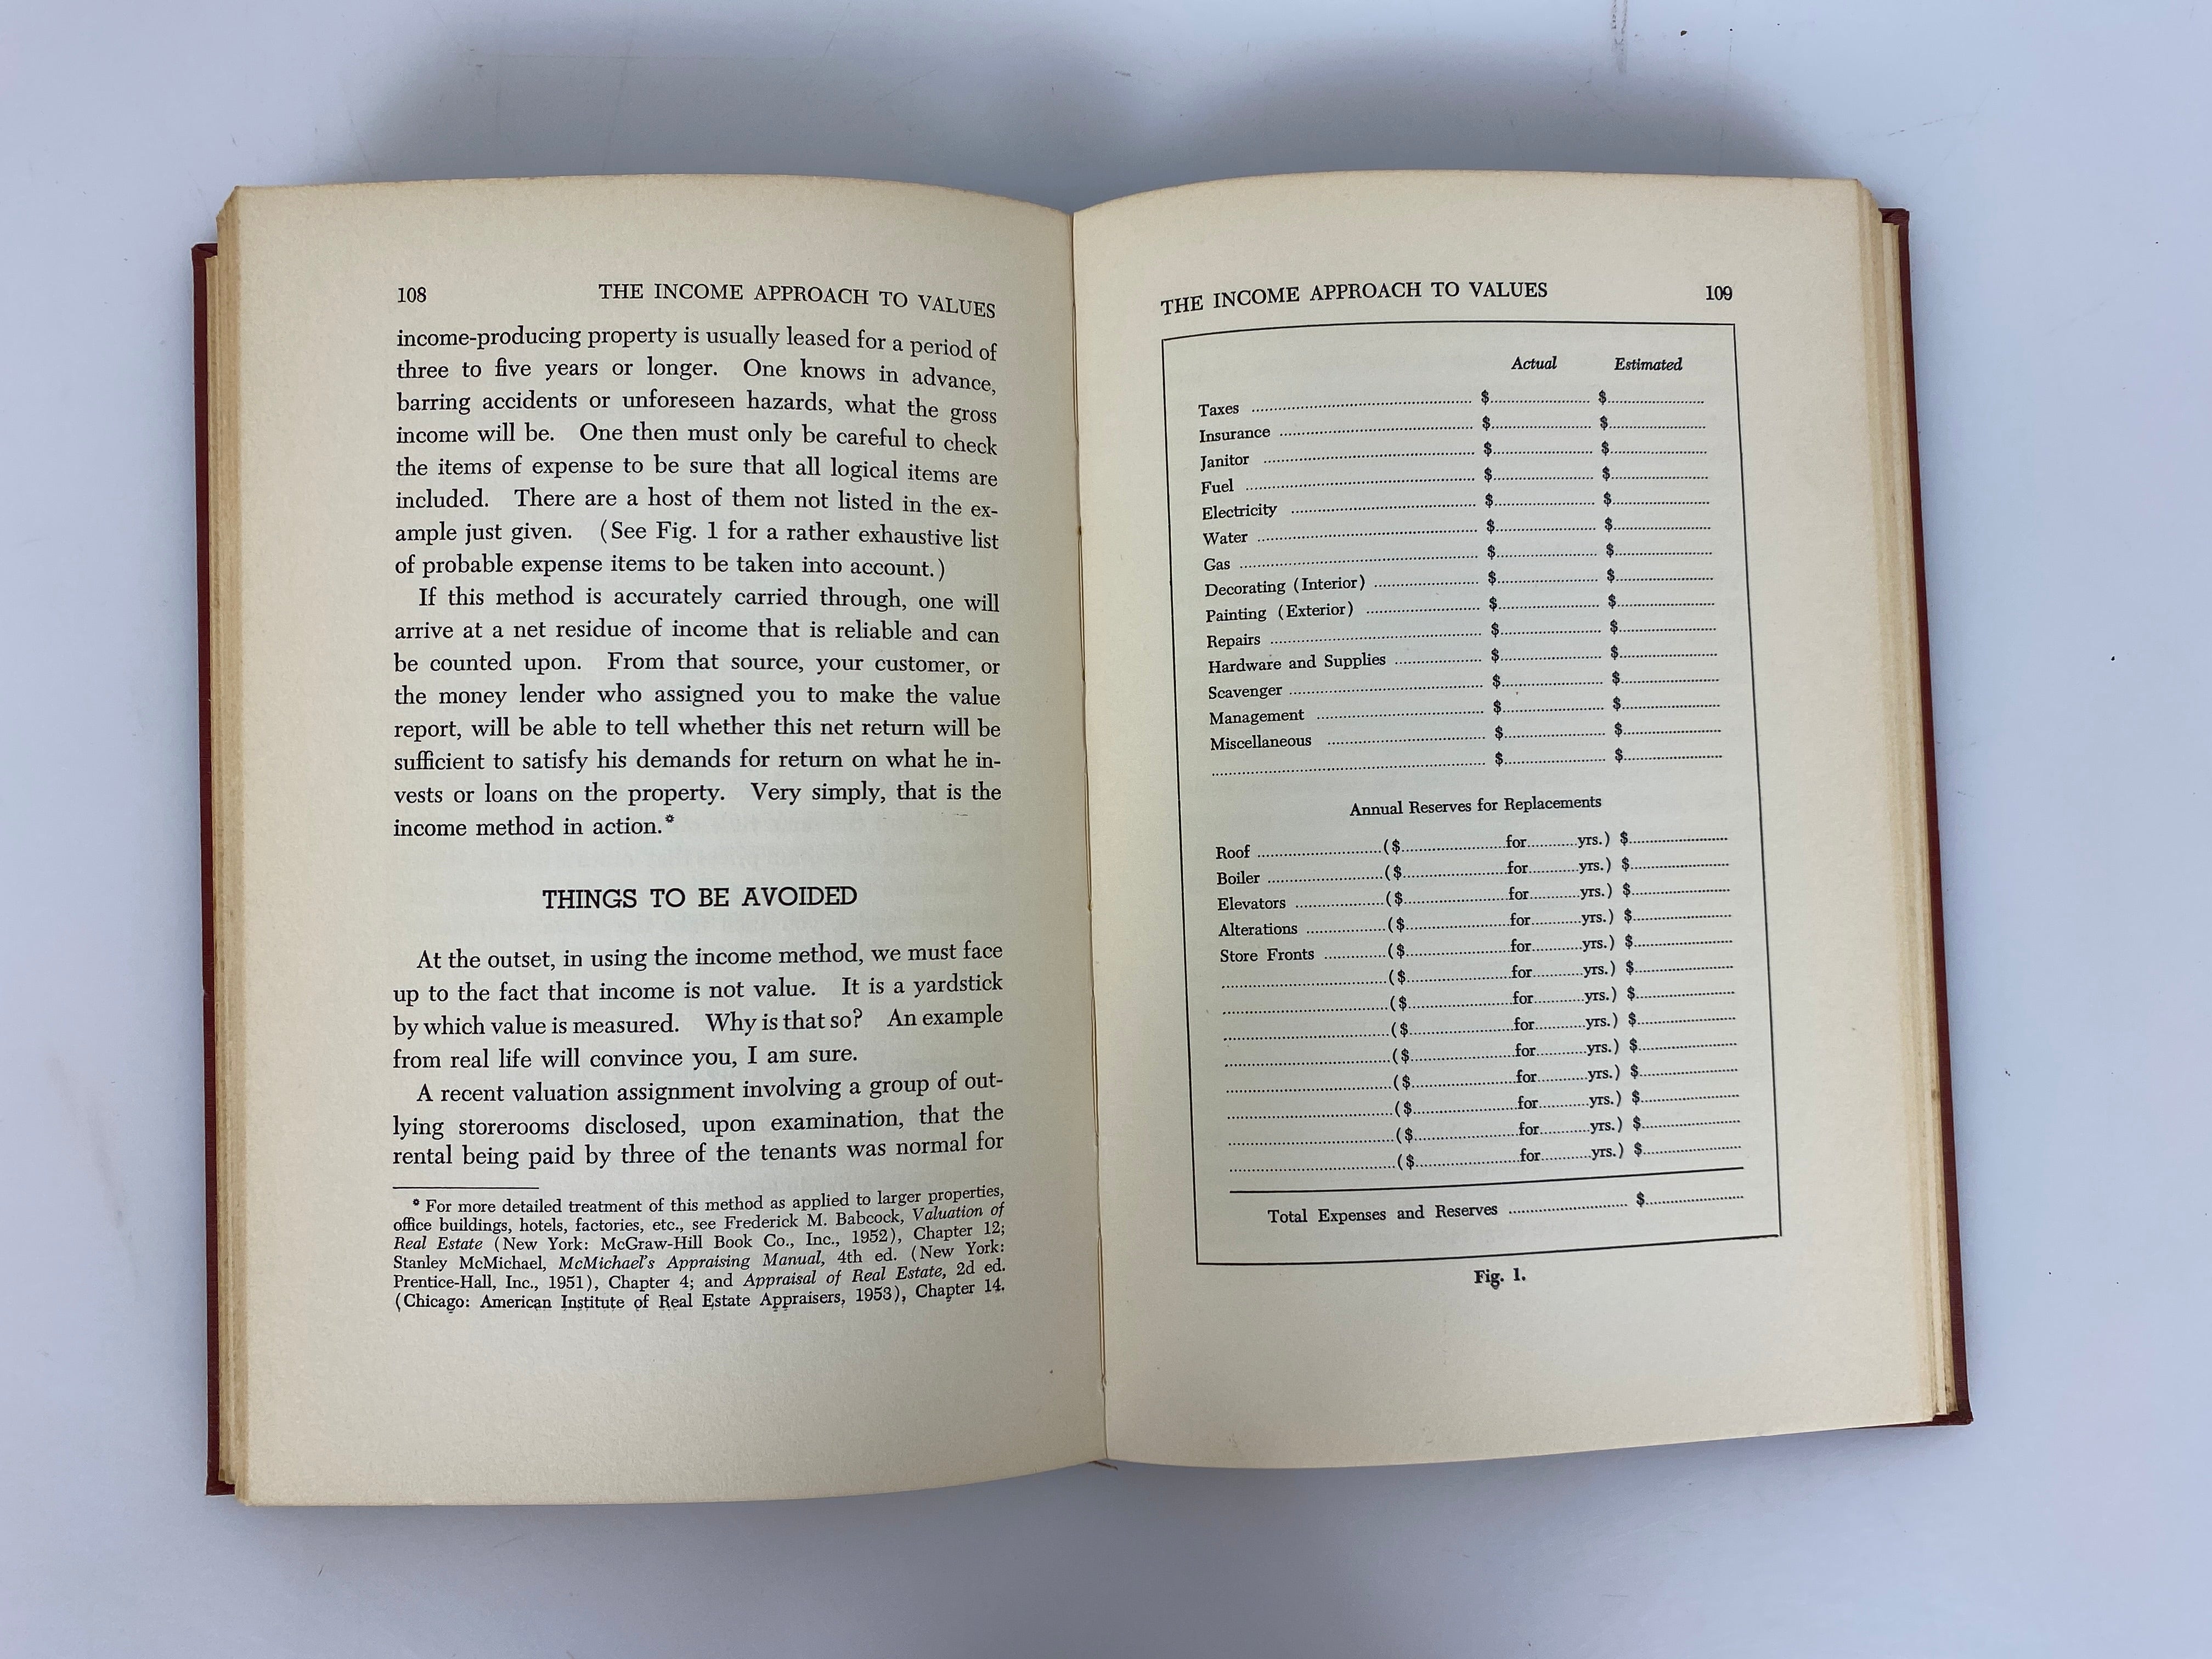 108 THE INCOME APPROACH TO VALUES
income-producing property is usually leased for a period of
three to five years or longer. One knows in advance,
barring accidents or unforeseen hazards, what the gross
income will be. One then must only be careful to check
the items of expense to be sure that all logical items are
included. There are a host of them not listed in the ex-
ample just given. (See Fig. 1 for a rather exhaustive list
of probable expense items to be taken into account.)
If this method is accurately carried through, one will
arrive at a net residue of income that is reliable and can
be counted upon. From that source, your customer, or
the money lender who assigned you to make the value
report, will be able to tell whether this net return will be
sufficient to satisfy his demands for return on what he in-
vests or loans on the property. Very simply, that is the
income method in action.*
THINGS TO BE AVOIDED
At the outset, in using the income method, we must face
up to the fact that income is not value. It is a yardstick
by which value is measured. Why is that so? An example
from real life will convince you, I am sure.
A recent valuation assignment involving a group of out-
lying storerooms disclosed, upon examination, that the
rental being paid by three of the tenants was normal for
* For more detailed treatment of this method as applied to larger properties,
office buildings, hotels, factories, etc., see Frederick M. Babcock, Valuation of
Real Estate (New York: McGraw-Hill Book Co., Inc., 1952), Chapter 12;
Stanley McMichael, McMichael's Appraising Manual, 4th ed. (New York:
Prentice-Hall, Inc., 1951), Chapter 4; and Appraisal of Real Estate, 2d ed.
(Chicago: American Institute of Real Estate Appraisers, 1953), Chapter 14.
THE INCOME APPROACH TO VALUES 109
Actual Estimated
Taxes ........ $........ $........
Insurance ........ $........ $........
Janitor ........ $........ $........
Fuel ........ $........ $........
Electricity ........ $........ $........
Water ........ $........ $........
Gas ........ $........ $........
Decorating (Interior) ........ $........ $........
Painting (Exterior) ........ $........ $........
Repairs ........ $........ $........
Hardware and Supplies ........ $........ $........
Scavenger ........ $........ $........
Management ........ $........ $........
Miscellaneous ........ $........ $........
........ $........ $........
Annual Reserves for Replacements
Roof ........($........for........yrs.) $........
Boiler ........($........for........yrs.) $........
Elevators ........($........for........yrs.) $........
Alterations ........($........for........yrs.) $........
Store Fronts ........($........for........yrs.) $........
........($........for........yrs.) $........
........($........for........yrs.) $........
........($........for........yrs.) $........
........($........for........yrs.) $........
........($........for........yrs.) $........
........($........for........yrs.) $........
........($........for........yrs.) $........
........($........for........yrs.) $........
Total Expenses and Reserves ........ $........
Fig. 1.